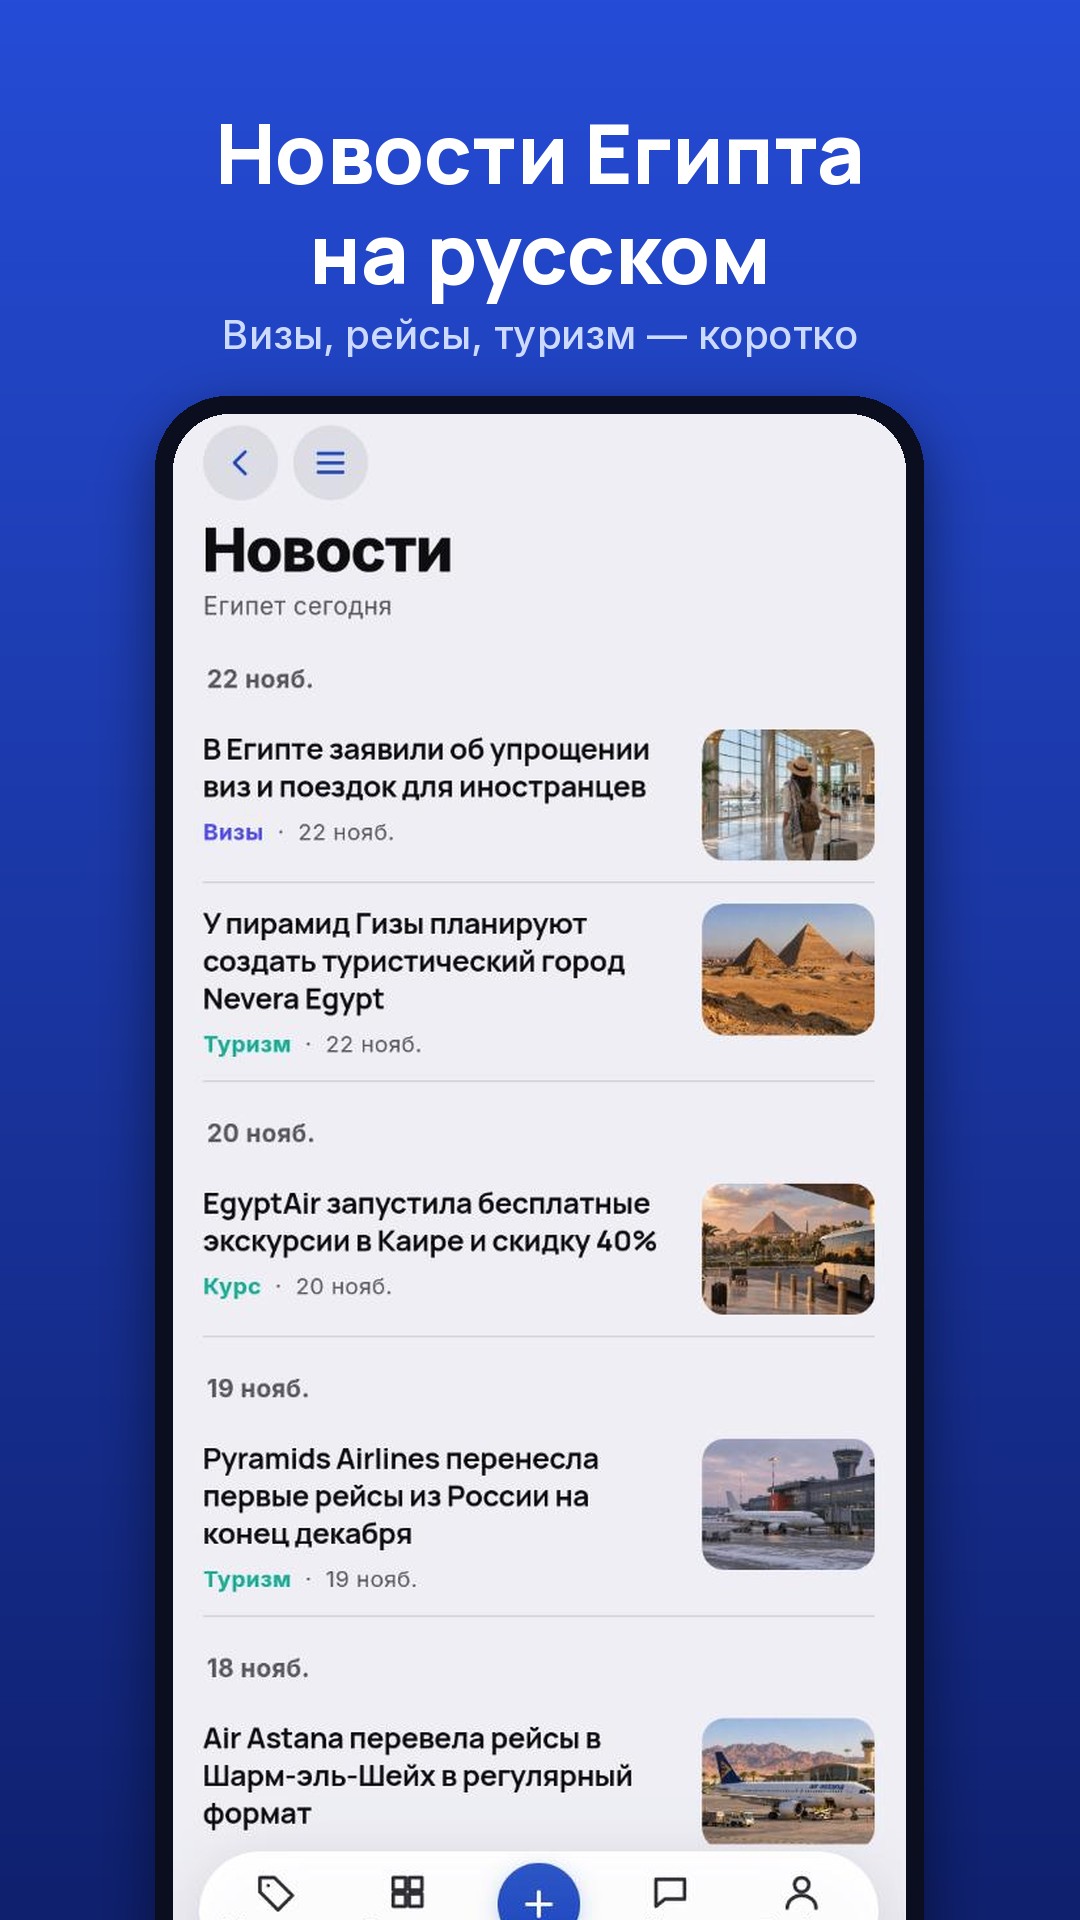 Новости Египта
на русском
Визы, рейсы, туризм — коротко
Новости
Египет сегодня
22 нояб.
В Египте заявили об упрощении
виз и поездок для иностранцев
Визы · 22 нояб.
У пирамид Гизы планируют
создать туристический город
Nevera Egypt
Туризм · 22 нояб.
20 нояб.
EgyptAir запустила бесплатные
экскурсии в Каире и скидку 40%
Курс · 20 нояб.
19 нояб.
Pyramids Airlines перенесла
первые рейсы из России на
конец декабря
Туризм · 19 нояб.
18 нояб.
Air Astana перевела рейсы в
Шарм-эль-Шейх в регулярный
формат
air astana